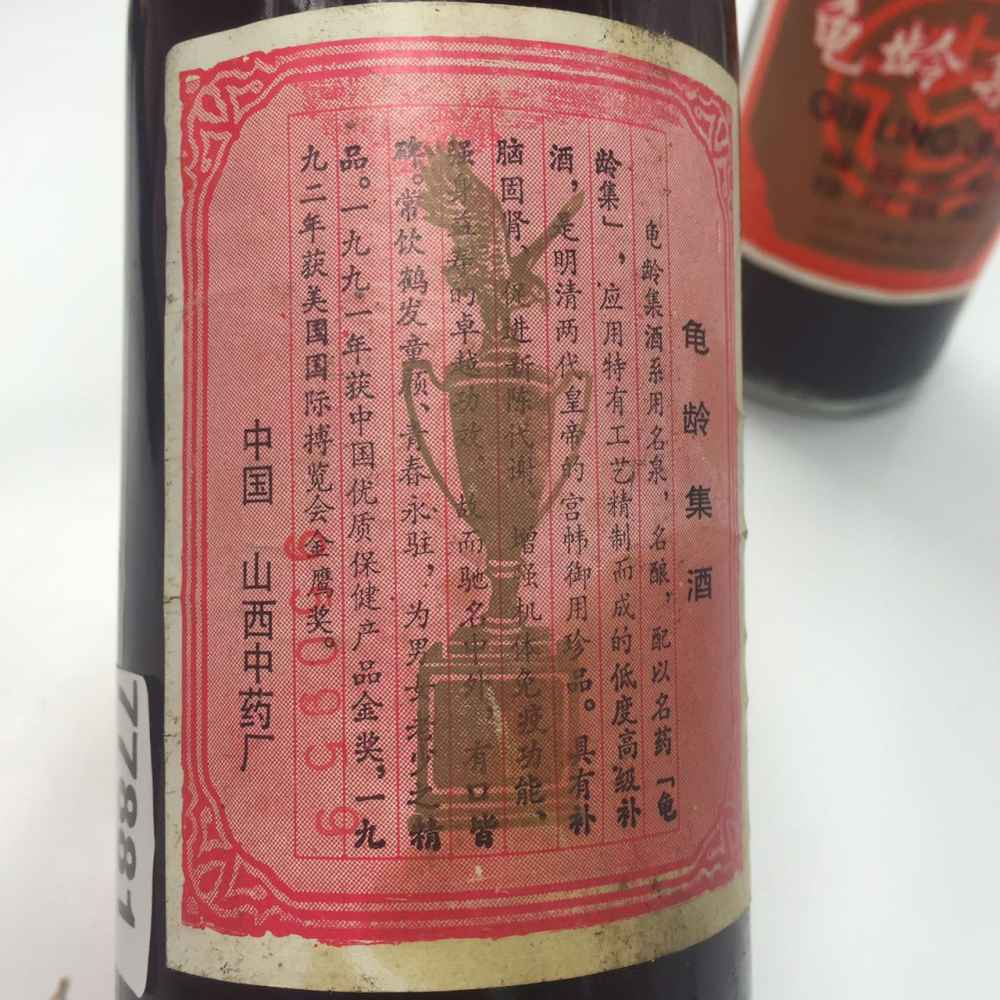 龟龄集酒
龟龄集酒系用名泉，名酿，配以名药「龟
龄集」，应用特有工艺精制而成的低度高级补
酒，是明清两代皇帝的宫帏御用珍品。具有补
脑固肾、促进新陈代谢、增强机体免疫功能、
强身益寿的卓越功效，故而驰名中外，有口皆
碑。常饮鹤发童颜、青春永驻，为男女老少之精
品。一九九一年获中国优质保健产品金奖，一九
九二年获美国国际博览会金鹰奖。
中国 山西中药厂
9305859
77881
龟龄
GUI LING